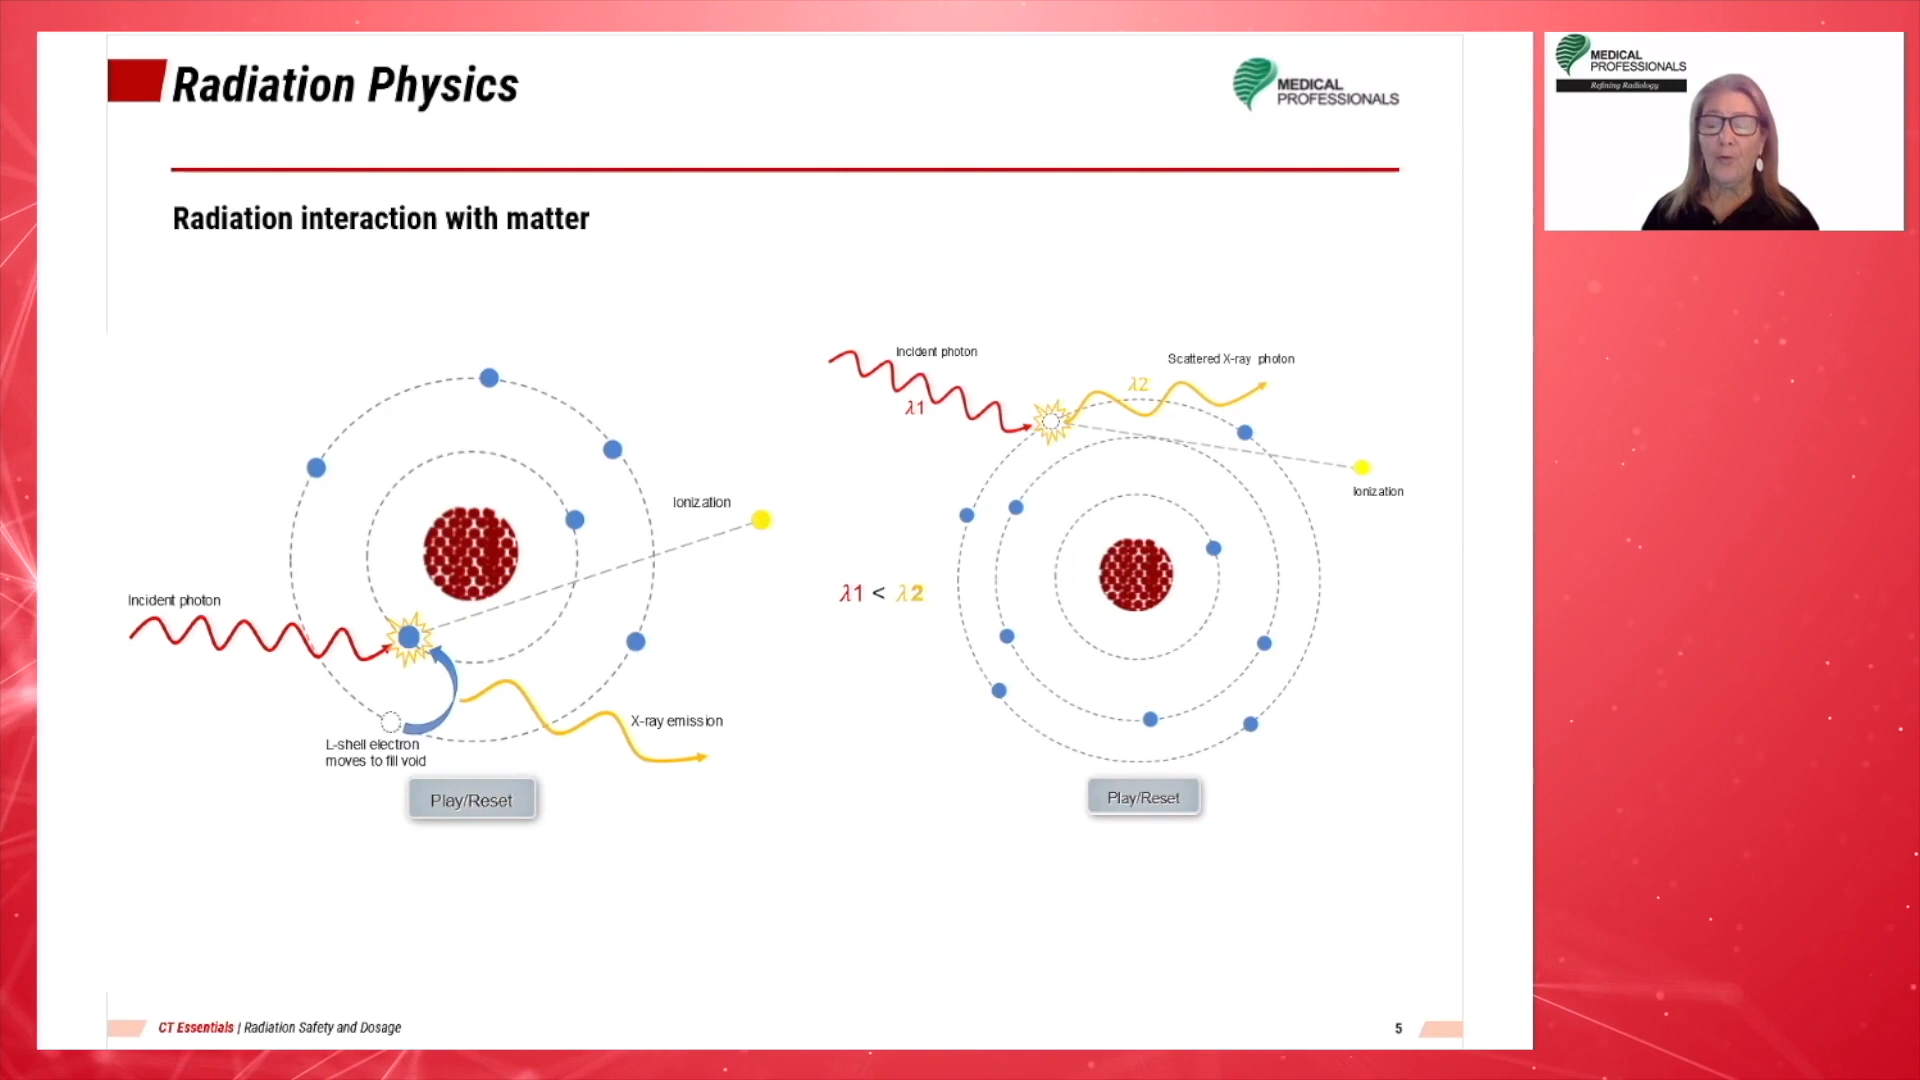 Radiation Physics
MEDICAL
PROFESSIONALS
MEDICAL
PROFESSIONALS
Refining Radiology
Radiation interaction with matter
Incident photon
λ1
λ2
Scattered X-ray photon
Ionization
λ1 < λ2
Play/Reset
Ionization
Incident photon
X-ray emission
L-shell electron
moves to fill void
Play/Reset
CT Essentials | Radiation Safety and Dosage
5